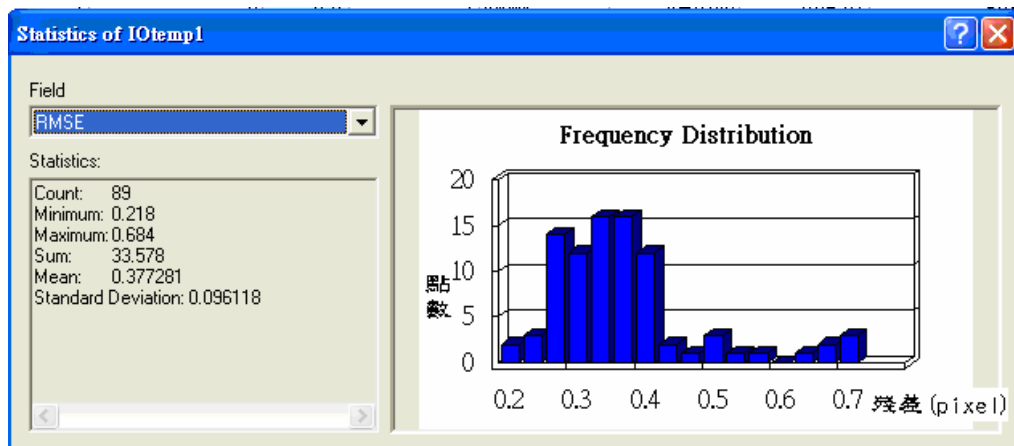 Statistics of IOtemp1
Field
RMSE
Statistics:
Count: 89
Minimum: 0.218
Maximum: 0.684
Sum: 33.578
Mean: 0.377281
Standard Deviation: 0.096118
Frequency Distribution
20
15
10
5
0
點數
0.2 0.3 0.4 0.5 0.6 0.7 殘差(pixel)